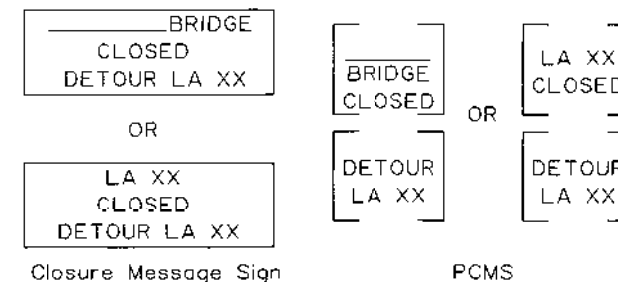 ________BRIDGE
CLOSED
DETOUR LA XX
OR
LA XX
CLOSED
DETOUR LA XX
Closure Message Sign
BRIDGE
CLOSED
DETOUR
LA XX
OR
LA XX
CLOSED
DETOUR
LA XX
PCMS